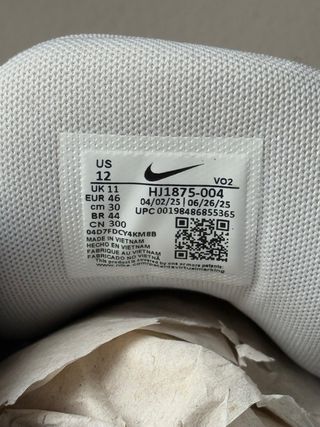 US
12
VO2
UK 11
EUR 46
cm 30
BR 44
CN 300
HJ1875-004
04/02/25 | 06/26/25
UPC 00198486855365
04D7FDCY4KM8B
MADE IN VIETNAM
HECHO EN VIETNAM
FABRIQUÉ AU VIETNAM
FABRICADO NO VIETNÃ